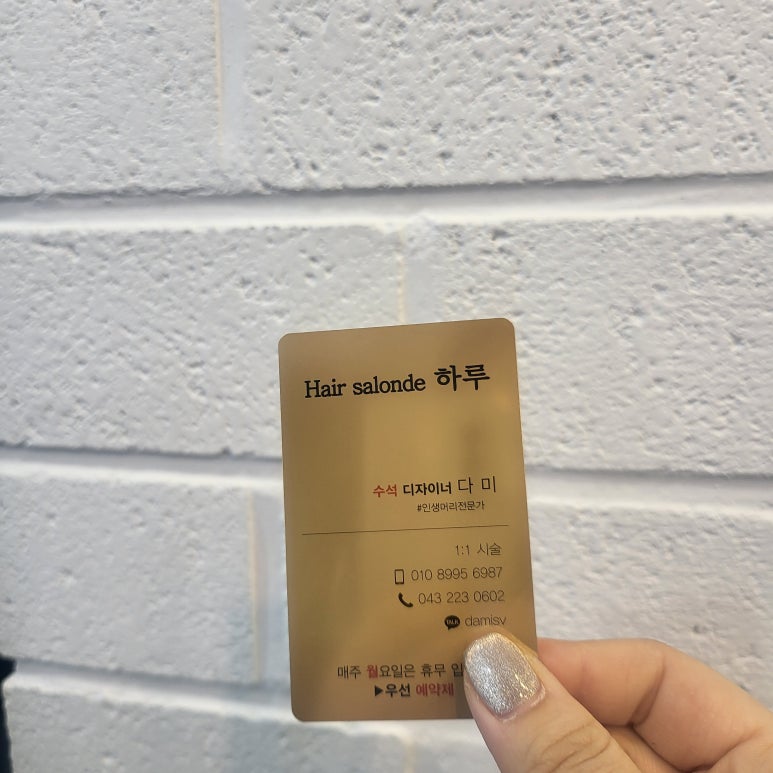 Hair salonde 하루
수석 디자이너 다 미
#인생머리전문가
1:1 시술
010 8995 6987
043 223 0602
TALK damisy
매주 월요일은 휴무 입
▶우선 예약제